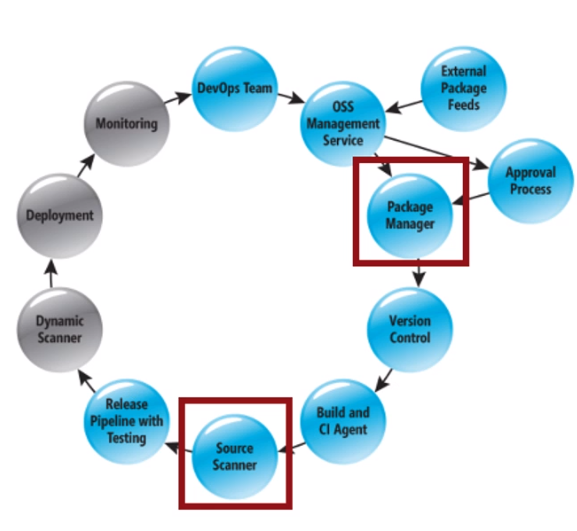 DevOps Team
External
Package
Feeds
OSS
Management
Service
Monitoring
Approval
Process
Package
Manager
Deployment
Version
Control
Dynamic
Scanner
Build and
CI Agent
Release
Pipeline with
Testing
Source
Scanner